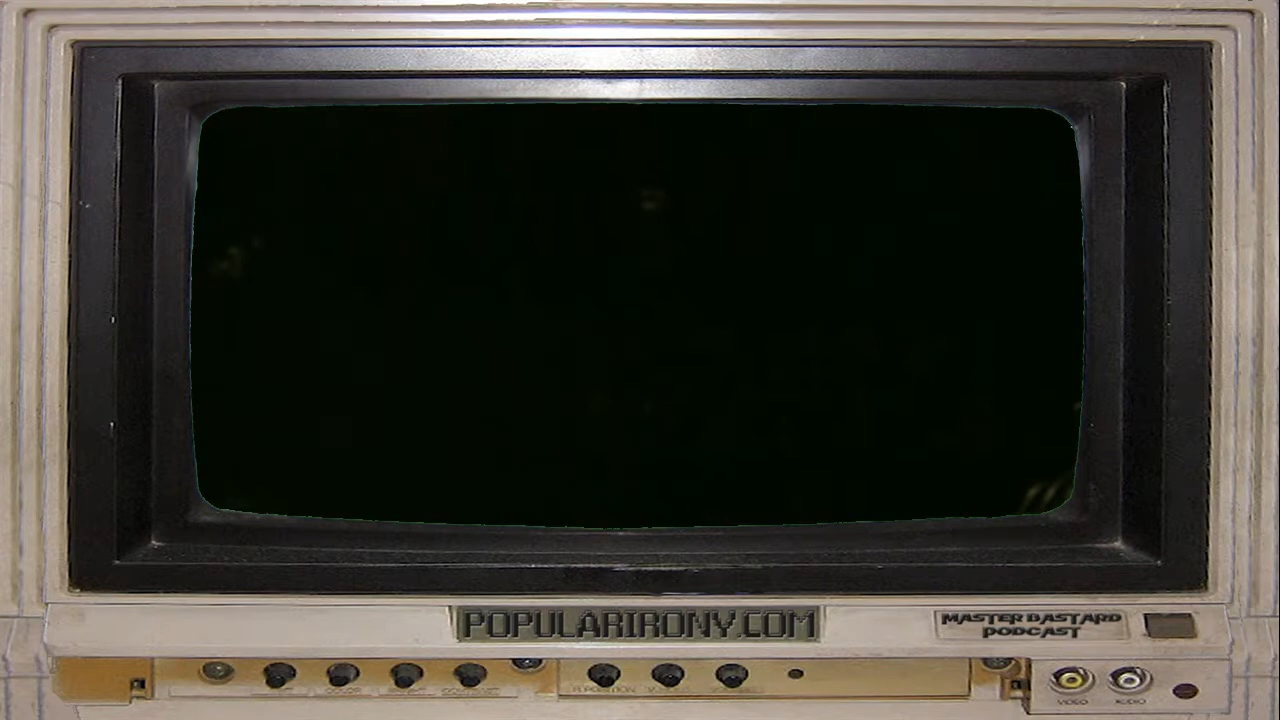 POPULARIRONY.COM
MASTER BASTARD
PODCAST
VIDEO
AUDIO